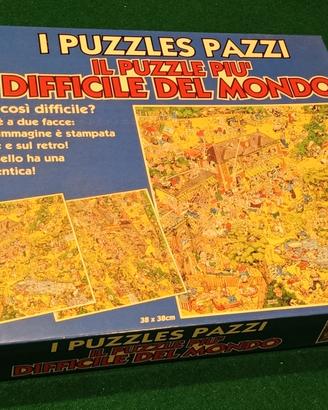 I PUZZLES PAZZI
IL PUZZLE PIU'
DIFFICILE DEL MONDO
così difficile?
è a due facce:
immagine è stampata
e sul retro!
ello ha una
entica!
38 x 38cm
I PUZZLES PAZZI
IL PUZZLE PIU'
DIFFICILE DEL MONDO